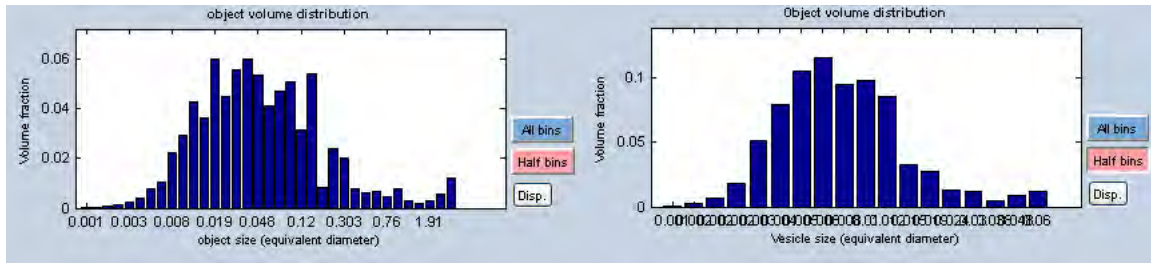 object volume distribution
0.06
0.04
0.02
0
Volume fraction
0.001 0.003 0.008 0.019 0.048 0.12 0.303 0.76 1.91
object size (equivalent diameter)
All bins
Half bins
Disp.
Object volume distribution
0.1
0.05
0
Volume fraction
Vesicle size (equivalent diameter)
All bins
Half bins
Disp.